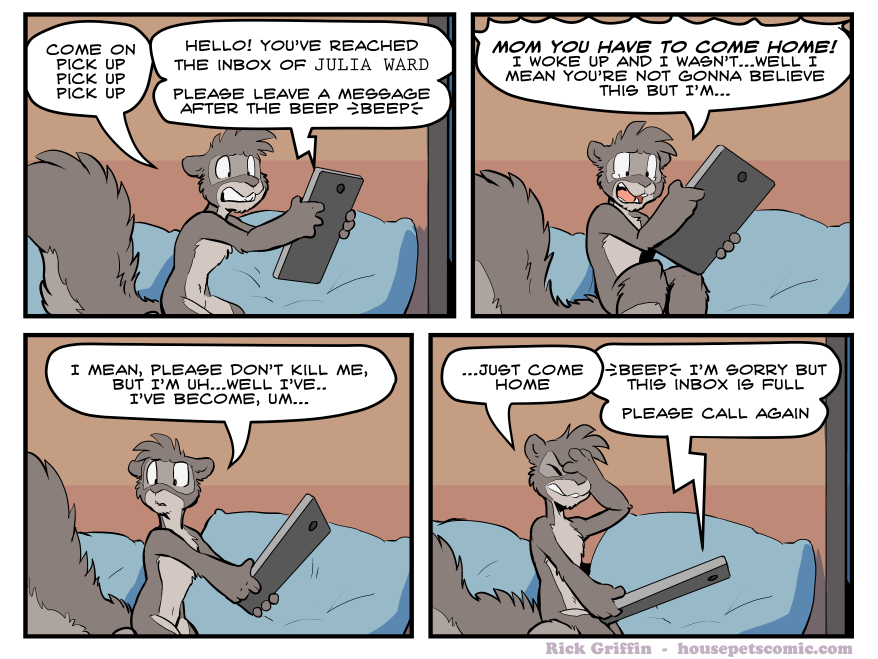 COME ON
PICK UP
PICK UP
PICK UP
HELLO! YOU'VE REACHED
THE INBOX OF JULIA WARD
PLEASE LEAVE A MESSAGE
AFTER THE BEEP BEEP
MOM YOU HAVE TO COME HOME!
I WOKE UP AND I WASN'T...WELL I
MEAN YOU'RE NOT GONNA BELIEVE
THIS BUT I'M...
I MEAN, PLEASE DON'T KILL ME,
BUT I'M UH...WELL I'VE..
I'VE BECOME, UM...
...JUST COME
HOME
BEEP I'M SORRY BUT
THIS INBOX IS FULL
PLEASE CALL AGAIN
Rick Griffin - housepetscomic.com